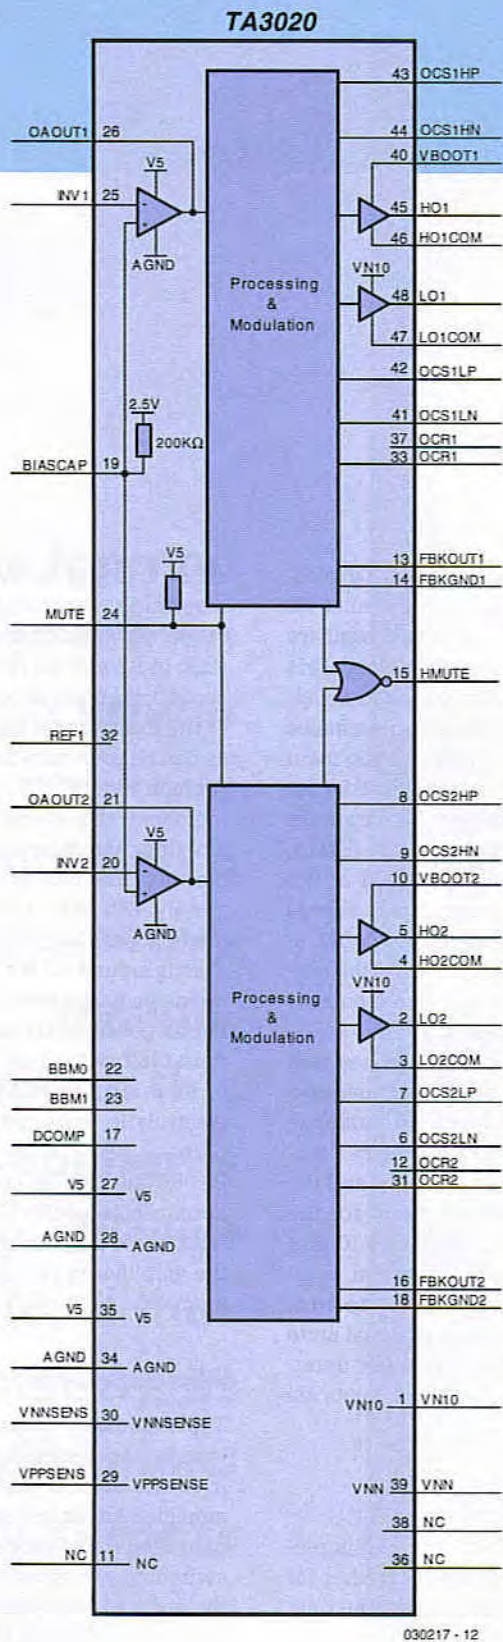 TA3020
43 OCS1HP
OAOUT1 26
44 OCS1HN
40 VBOOT1
V5
INV1 25
45 HO1
46 HO1COM
AGND
VN10
Processing
&
Modulation
48 LO1
47 LO1COM
42 OCS1LP
2.5V
41 OCS1LN
200KΩ
37 OCR1
BIASCAP 19
33 OCR1
V5
13 FBKOUT1
14 FBKGND1
MUTE 24
15 HMUTE
REF1 32
OAOUT2 21
8 OCS2HP
V5
INV2 20
9 OCS2HN
10 VBOOT2
AGND
5 HO2
4 HO2COM
VN10
Processing
&
Modulation
2 LO2
3 LO2COM
BBM0 22
7 OCS2LP
BBM1 23
DCOMP 17
6 OCS2LN
12 OCR2
V5 27 V5
31 OCR2
AGND 28 AGND
16 FBKOUT2
18 FBKGND2
V5 35 V5
AGND 34 AGND
VN10 1 VN10
VNNSENS 30 VNNSENSE
VPPSENS 29 VPPSENSE
VNN 39 VNN
38 NC
NC 11 NC
36 NC
030217 - 12